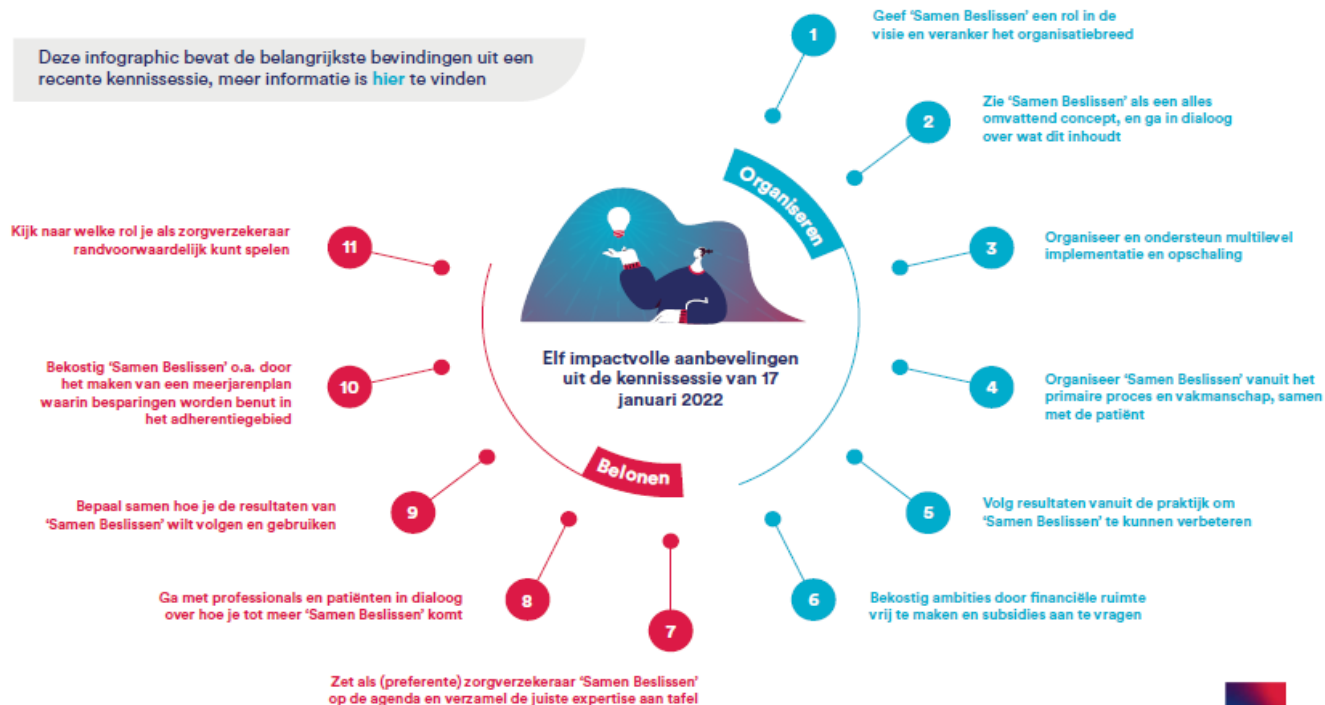 Deze infographic bevat de belangrijkste bevindingen uit een
recente kennissessie, meer informatie is hier te vinden
1
Geef ‘Samen Beslissen’ een rol in de
visie en veranker het organisatiebreed
2
Zie ‘Samen Beslissen’ als een alles
omvattend concept, en ga in dialoog
over wat dit inhoudt
Organiseren
3
Organiseer en ondersteun multilevel
implementatie en opschaling
4
Organiseer ‘Samen Beslissen’ vanuit het
primaire proces en vakmanschap, samen
met de patiënt
5
Volg resultaten vanuit de praktijk om
‘Samen Beslissen’ te kunnen verbeteren
6
Bekostig ambities door financiële ruimte
vrij te maken en subsidies aan te vragen
Elf impactvolle aanbevelingen
uit de kennissessie van 17
januari 2022
Belonen
7
Zet als (preferente) zorgverzekeraar ‘Samen Beslissen’
op de agenda en verzamel de juiste expertise aan tafel
8
Ga met professionals en patiënten in dialoog
over hoe je tot meer ‘Samen Beslissen’ komt
9
Bepaal samen hoe je de resultaten van
‘Samen Beslissen’ wilt volgen en gebruiken
10
Bekostig ‘Samen Beslissen’ o.a. door
het maken van een meerjarenplan
waarin besparingen worden benut in
het adherentiegebied
11
Kijk naar welke rol je als zorgverzekeraar
randvoorwaardelijk kunt spelen